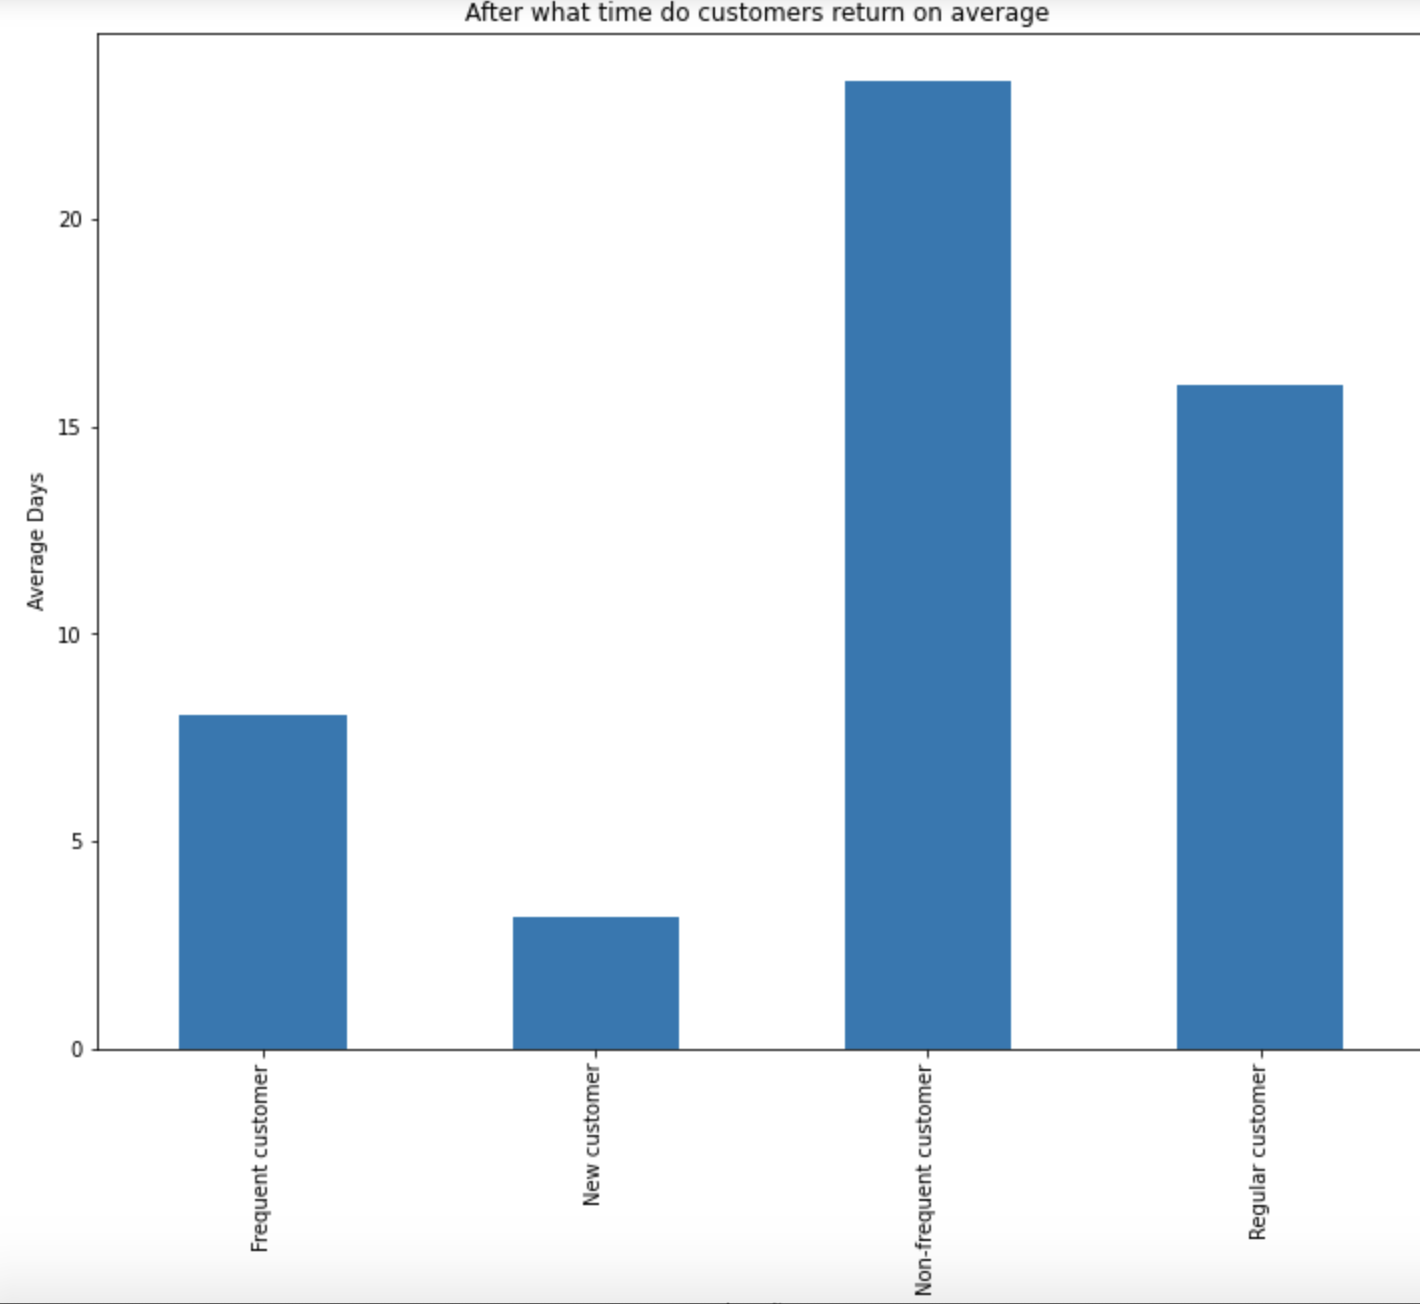 After what time do customers return on average
20
15
10
5
0
Average Days
Frequent customer
New customer
Non-frequent customer
Regular customer